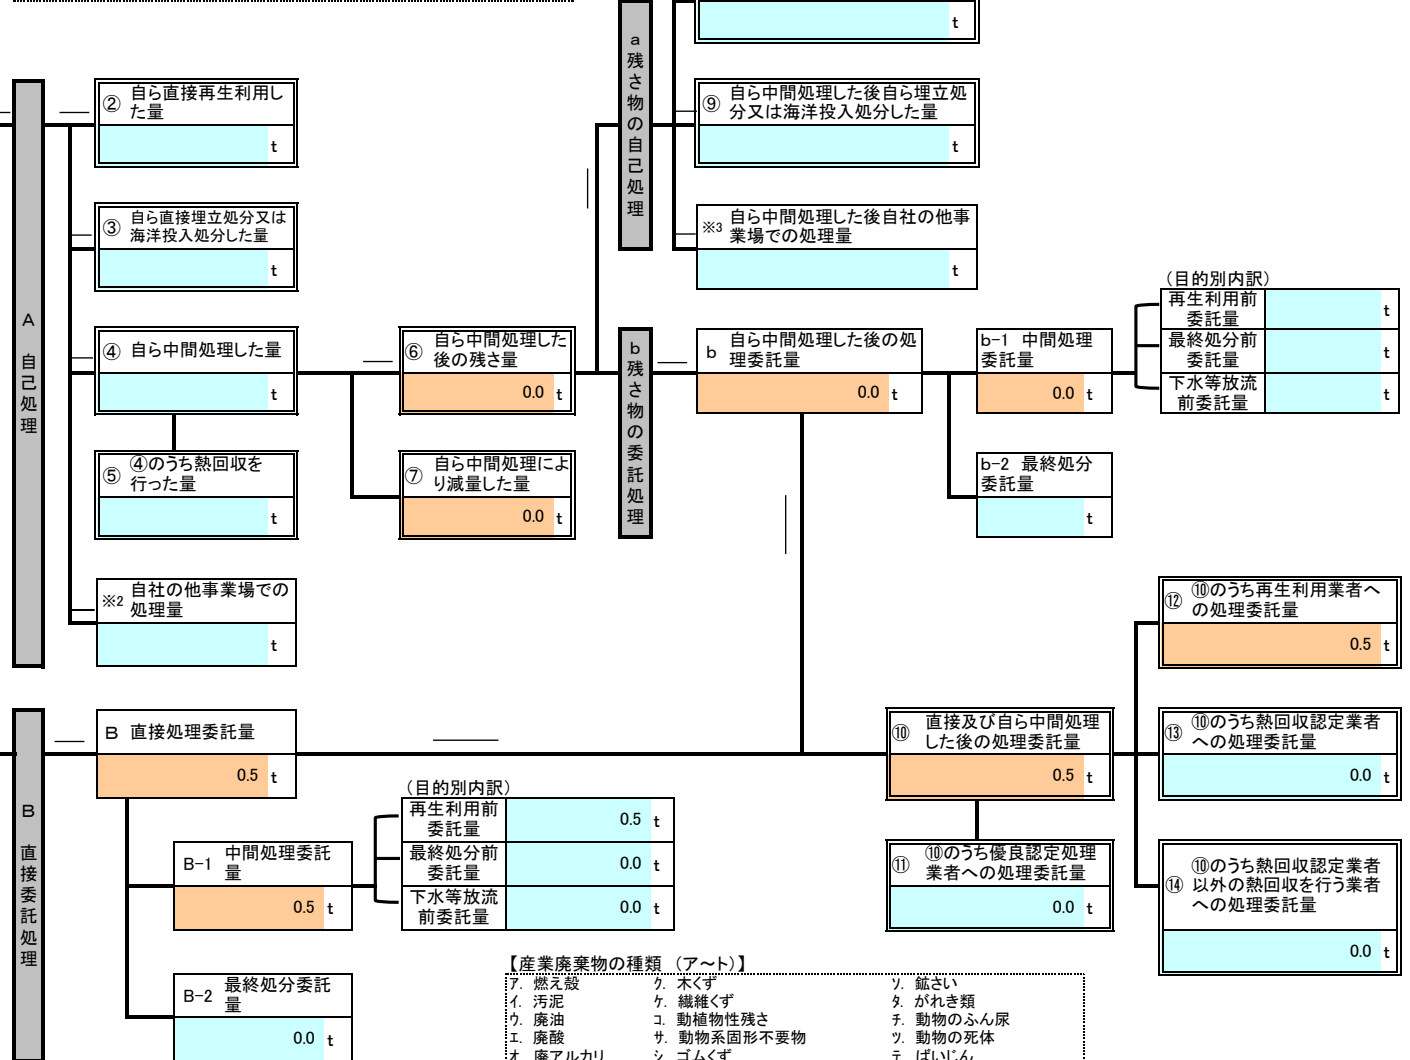 t
a 残さ物の自己処理
② 自ら直接再生利用し
た量
t
⑨ 自ら中間処理した後自ら埋立処
分又は海洋投入処分した量
t
③ 自ら直接埋立処分又は
海洋投入処分した量
t
※3 自ら中間処理した後自社の他事
業場での処理量
t
A 自己処理
④ 自ら中間処理した量
t
⑥ 自ら中間処理した
後の残さ量
0.0 t
b 残さ物の委託処理
b 自ら中間処理した後の処
理委託量
0.0 t
b-1 中間処理
委託量
0.0 t
(目的別内訳)
再生利用前
委託量
t
最終処分前
委託量
t
下水等放流
前委託量
t
⑤ ④のうち熱回収を
行った量
t
⑦ 自ら中間処理によ
り減量した量
0.0 t
b-2 最終処分
委託量
t
※2 自社の他事業場での
処理量
t
⑫ ⑩のうち再生利用業者へ
の処理委託量
0.5 t
B 直接委託処理
B 直接処理委託量
0.5 t
⑩ 直接及び自ら中間処理
した後の処理委託量
0.5 t
⑬ ⑩のうち熱回収認定業者
への処理委託量
0.0 t
(目的別内訳)
再生利用前
委託量
0.5 t
最終処分前
委託量
0.0 t
下水等放流
前委託量
0.0 t
B-1 中間処理委託
量
0.5 t
⑪ ⑩のうち優良認定処理
業者への処理委託量
0.0 t
⑭ ⑩のうち熱回収認定業者
以外の熱回収を行う業者
への処理委託量
0.0 t
B-2 最終処分委託
量
0.0 t
【産業廃棄物の種類 (ア～ト)】
ア. 燃え殻 ク. 木くず ソ. 鉱さい
イ. 汚泥 ケ. 繊維くず タ. がれき類
ウ. 廃油 コ. 動植物性残さ チ. 動物のふん尿
エ. 廃酸 サ. 動物系固形不要物 ツ. 動物の死体
オ. 廃アルカリ シ. ゴムくず テ. ばいじん